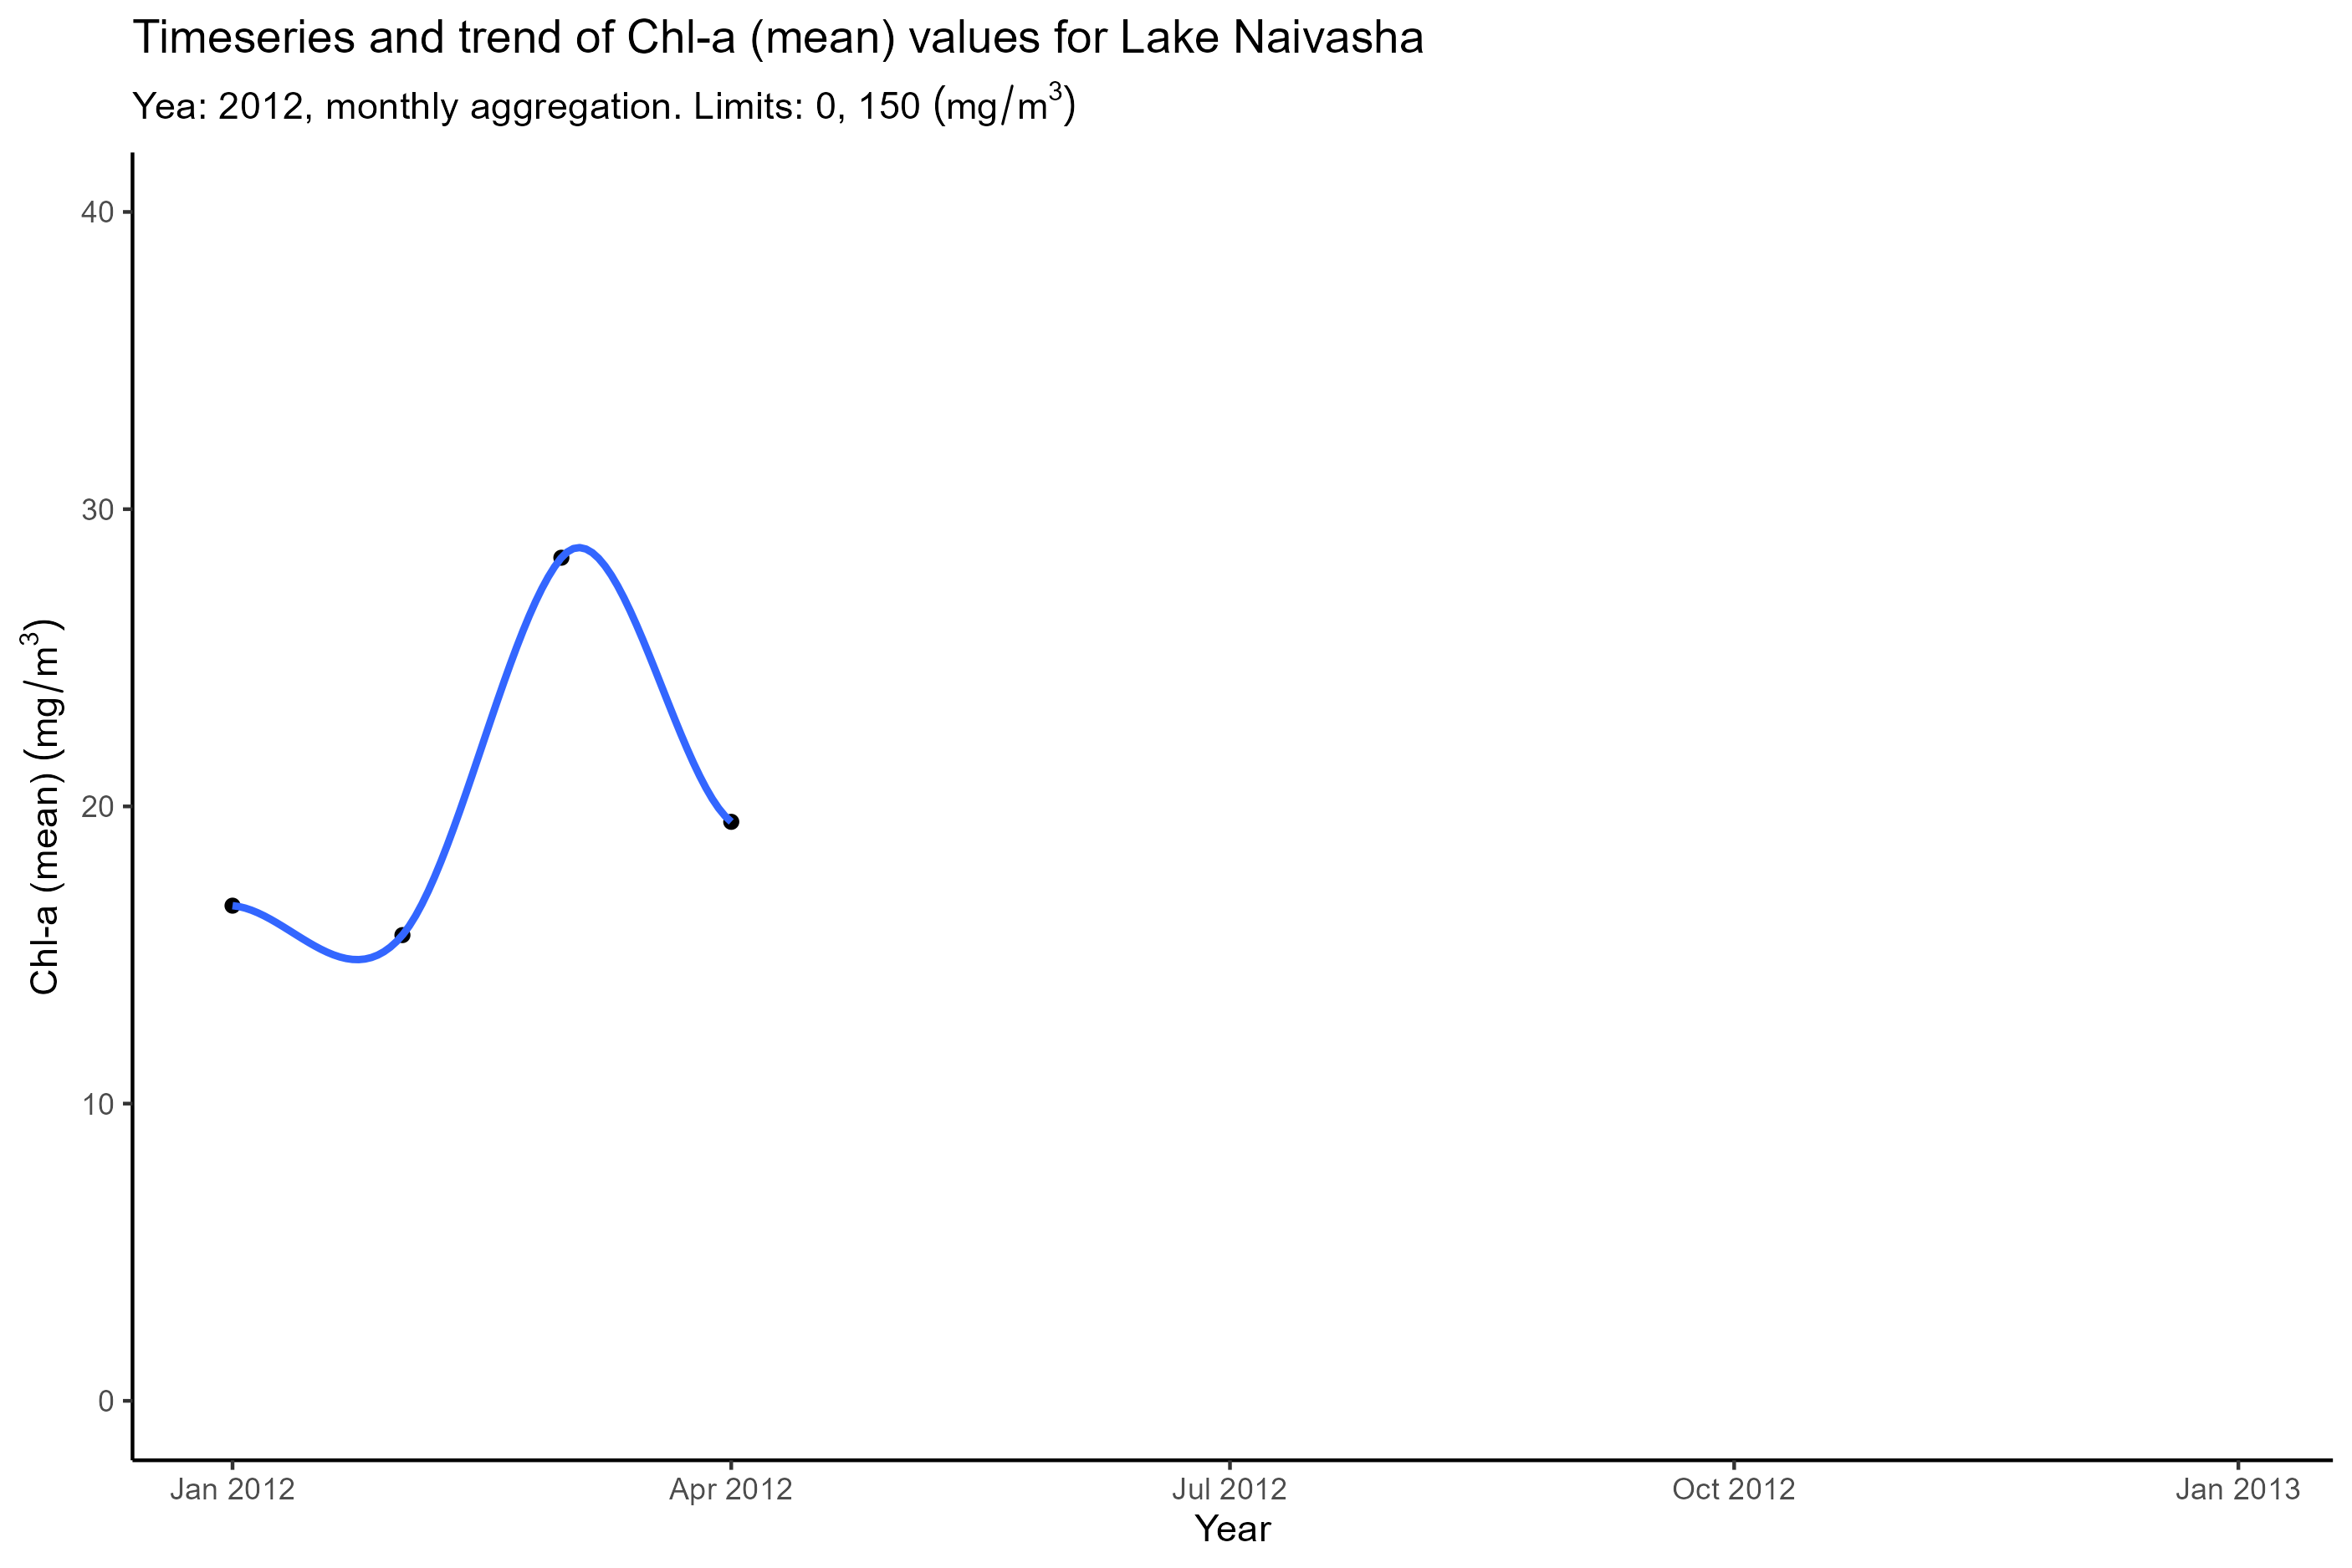 Timeseries and trend of Chl-a (mean) values for Lake Naivasha
Yea: 2012, monthly aggregation. Limits: 0, 150 (mg/m³)
40
30
20
10
0
Chl-a (mean) (mg/m³)
Jan 2012
Apr 2012
Jul 2012
Oct 2012
Jan 2013
Year